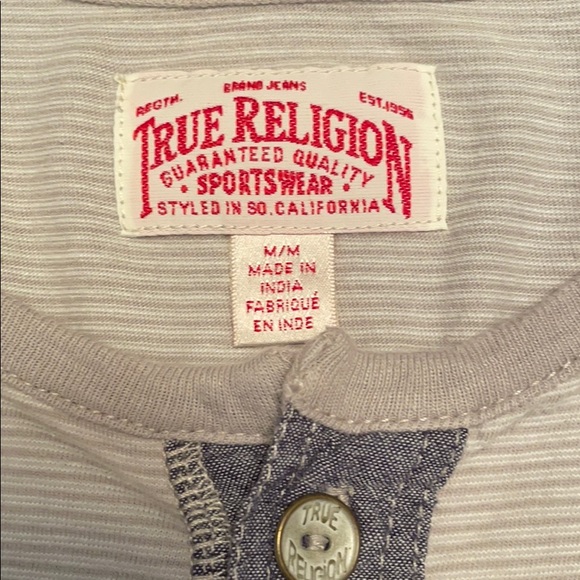 BRAND JEANS
REGTM. EST.1956
TRUE RELIGION
GUARANTEED QUALITY
SPORTSWEAR
STYLED IN SO.CALIFORNIA
M/M
MADE IN
INDIA
FABRIQUÉ
EN INDE
TRUE
RELIGION